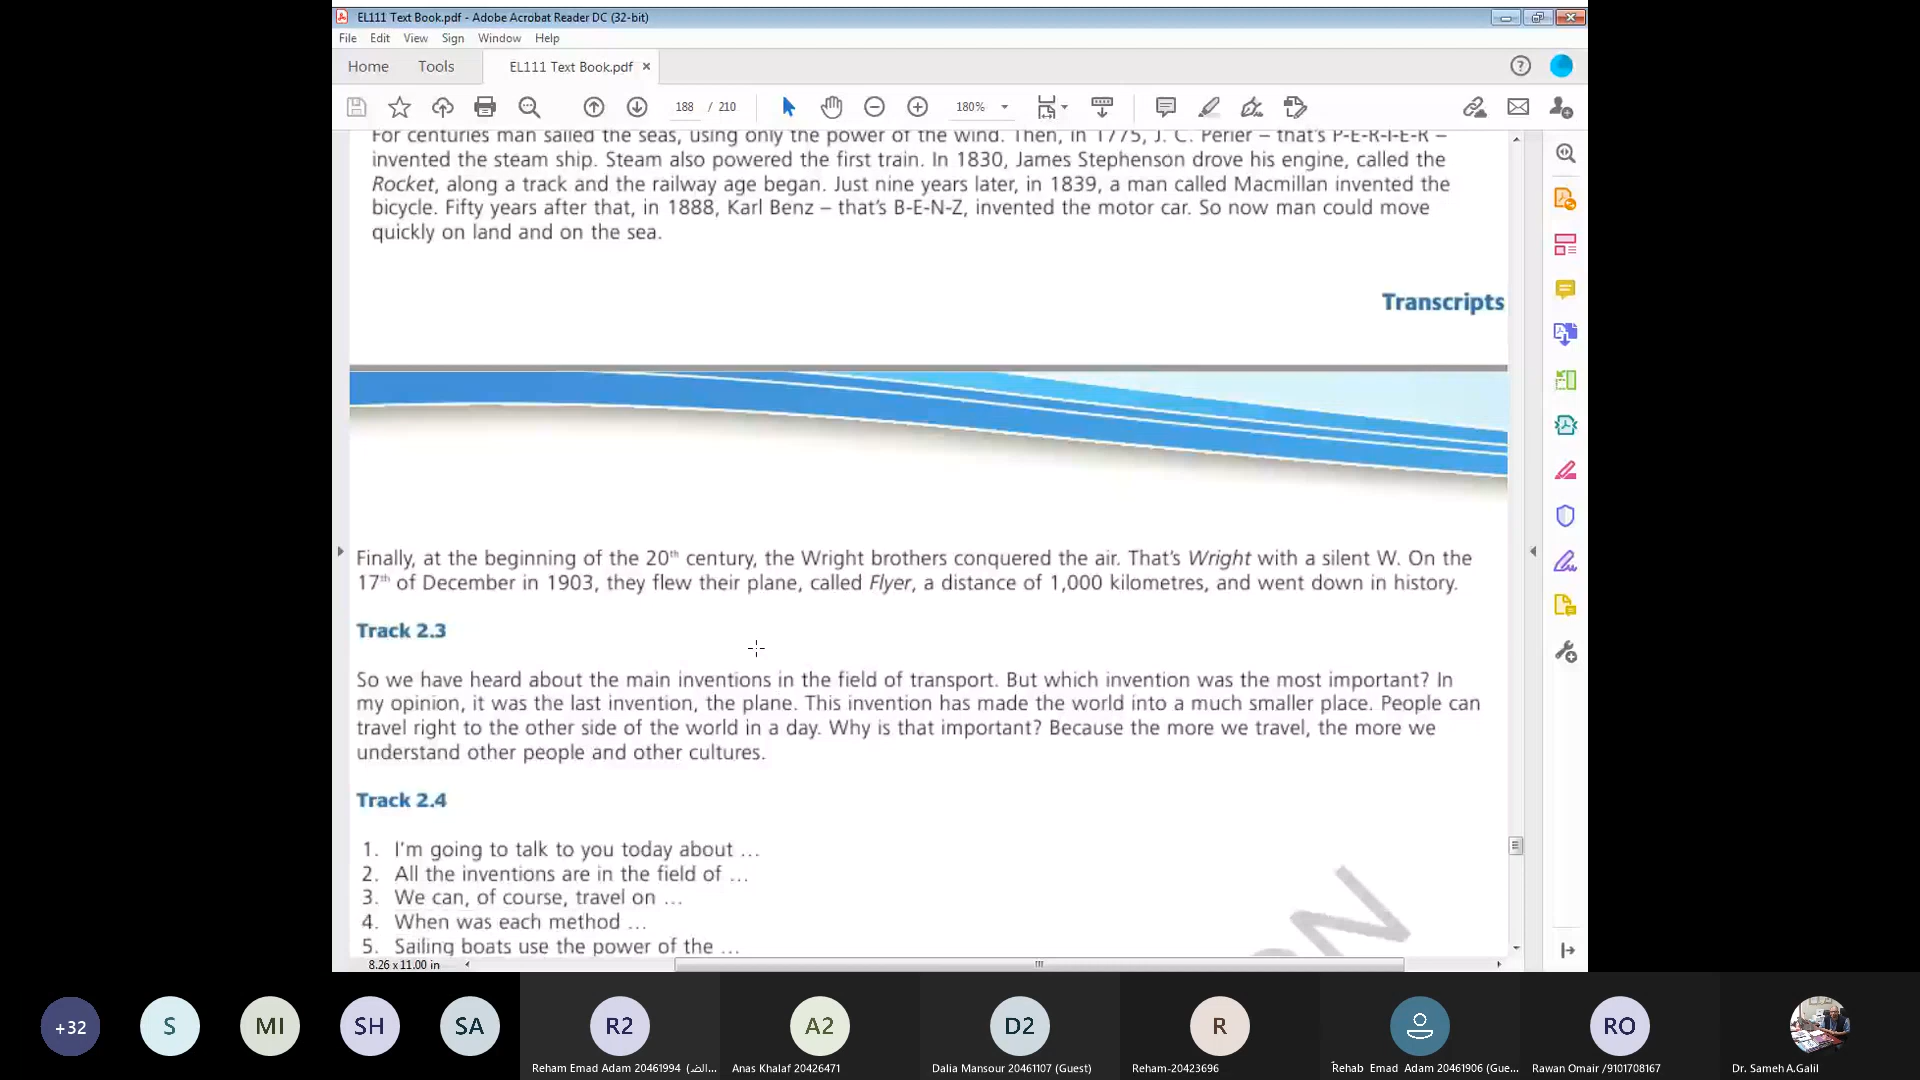 EL111 Text Book.pdf - Adobe Acrobat Reader DC (32-bit)
File Edit View Sign Window Help
Home Tools EL111 Text Book.pdf
188 / 210 180%
For centuries man sailed the seas, using only the power of the wind. Then, in 1775, J. C. Perier – that's P-E-R-I-E-R –
invented the steam ship. Steam also powered the first train. In 1830, James Stephenson drove his engine, called the
Rocket, along a track and the railway age began. Just nine years later, in 1839, a man called Macmillan invented the
bicycle. Fifty years after that, in 1888, Karl Benz – that's B-E-N-Z, invented the motor car. So now man could move
quickly on land and on the sea.
Transcripts
Finally, at the beginning of the 20th century, the Wright brothers conquered the air. That's Wright with a silent W. On the
17th of December in 1903, they flew their plane, called Flyer, a distance of 1,000 kilometres, and went down in history.
Track 2.3
So we have heard about the main inventions in the field of transport. But which invention was the most important? In
my opinion, it was the last invention, the plane. This invention has made the world into a much smaller place. People can
travel right to the other side of the world in a day. Why is that important? Because the more we travel, the more we
understand other people and other cultures.
Track 2.4
1. I'm going to talk to you today about ...
2. All the inventions are in the field of ...
3. We can, of course, travel on ...
4. When was each method ...
5. Sailing boats use the power of the ...
8.26 x 11.00 in
+32 S MI SH SA R2 A2 D2 R RO
Reham Emad Adam 20461994 (الضـ... Anas Khalaf 20426471 Dalia Mansour 20461107 (Guest) Reham-20423696 Rehab Emad Adam 20461906 (Gue... Rawan Omair /9101708167 Dr. Sameh A.Galil